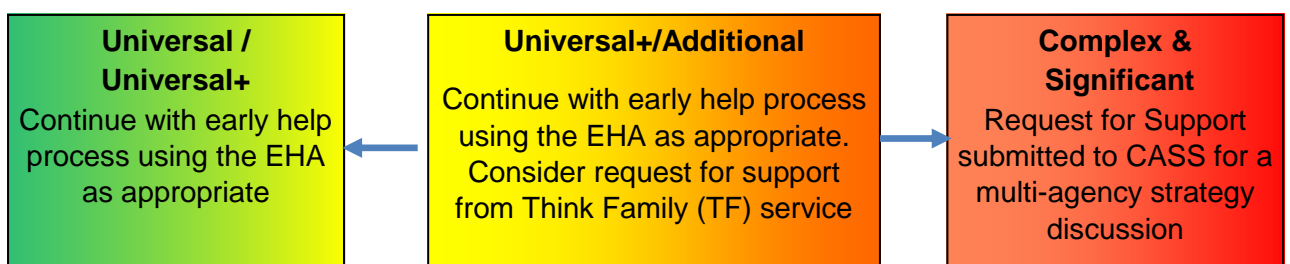 Universal /
Universal+
Continue with early help
process using the EHA
as appropriate
Universal+/Additional
Continue with early help process
using the EHA as appropriate.
Consider request for support
from Think Family (TF) service
Complex &
Significant
Request for Support
submitted to CASS for a
multi-agency strategy
discussion